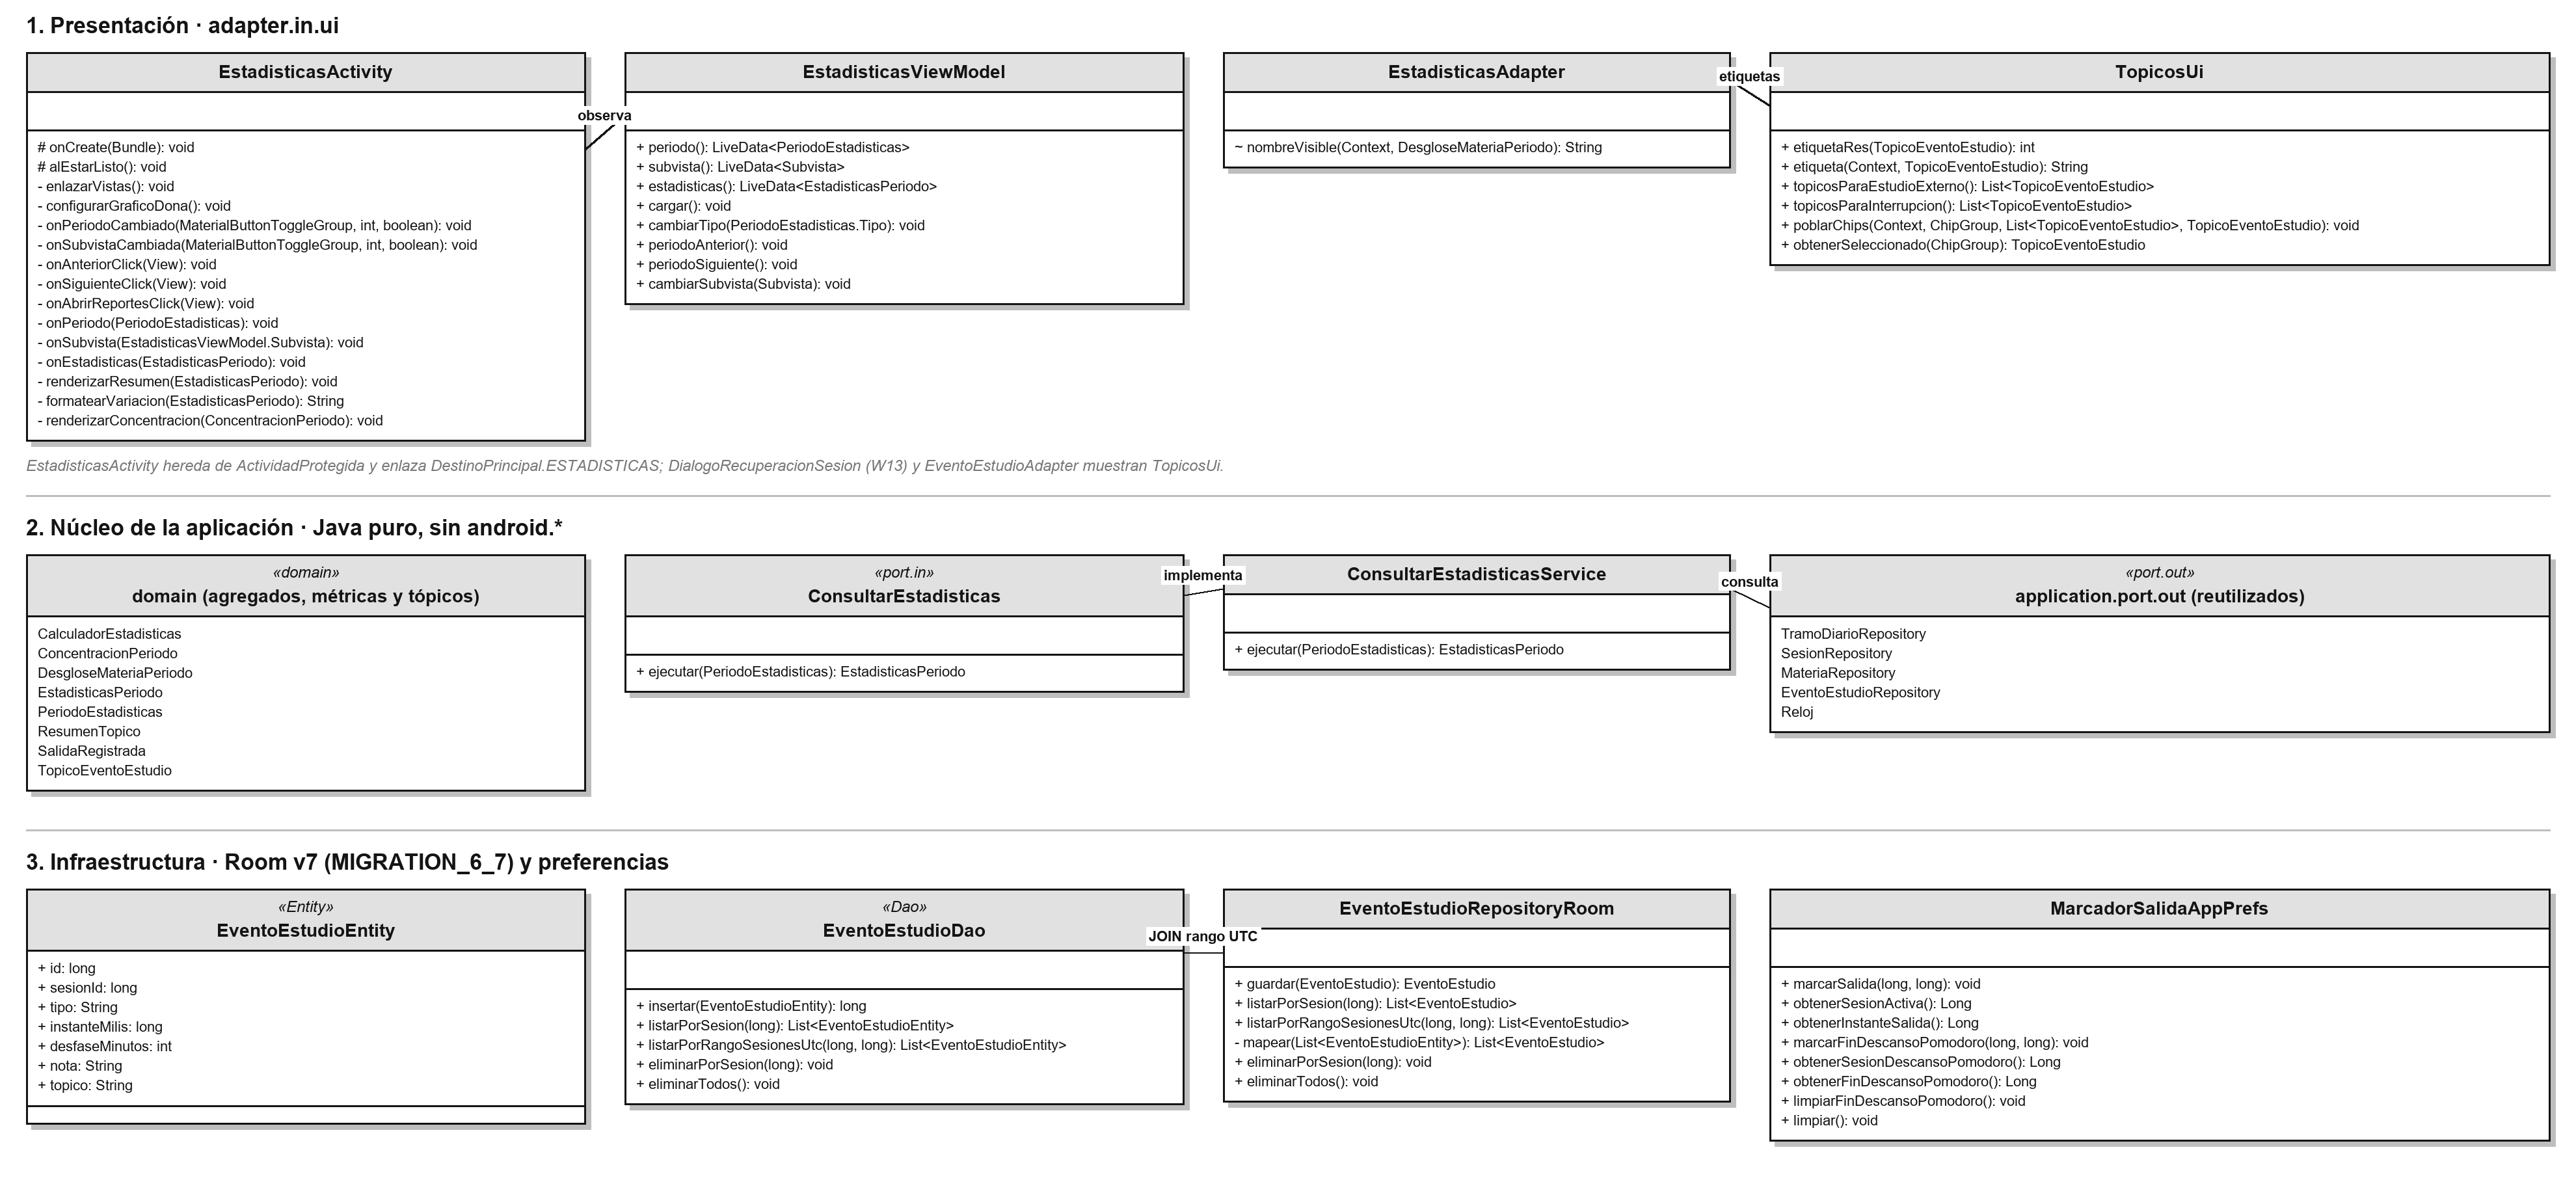 1. Presentación · adapter.in.ui
EstadisticasActivity
# onCreate(Bundle): void
# alEstarListo(): void
- enlazarVistas(): void
- configurarGraficoDona(): void
- onPeriodoCambiado(MaterialButtonToggleGroup, int, boolean): void
- onSubvistaCambiada(MaterialButtonToggleGroup, int, boolean): void
- onAnteriorClick(View): void
- onSiguienteClick(View): void
- onAbrirReportesClick(View): void
- onPeriodo(PeriodoEstadisticas): void
- onSubvista(EstadisticasViewModel.Subvista): void
- onEstadisticas(EstadisticasPeriodo): void
- renderizarResumen(EstadisticasPeriodo): void
- formatearVariacion(EstadisticasPeriodo): String
- renderizarConcentracion(ConcentracionPeriodo): void
observa
EstadisticasViewModel
+ periodo(): LiveData<PeriodoEstadisticas>
+ subvista(): LiveData<Subvista>
+ estadisticas(): LiveData<EstadisticasPeriodo>
+ cargar(): void
+ cambiarTipo(PeriodoEstadisticas.Tipo): void
+ periodoAnterior(): void
+ periodoSiguiente(): void
+ cambiarSubvista(Subvista): void
EstadisticasAdapter
~ nombreVisible(Context, DesgloseMateriaPeriodo): String
etiquetas
TopicosUi
+ etiquetaRes(TopicoEventoEstudio): int
+ etiqueta(Context, TopicoEventoEstudio): String
+ topicosParaEstudioExterno(): List<TopicoEventoEstudio>
+ topicosParaInterrupcion(): List<TopicoEventoEstudio>
+ poblarChips(Context, ChipGroup, List<TopicoEventoEstudio>, TopicoEventoEstudio): void
+ obtenerSeleccionado(ChipGroup): TopicoEventoEstudio
EstadisticasActivity hereda de ActividadProtegida y enlaza DestinoPrincipal.ESTADISTICAS; DialogoRecuperacionSesion (W13) y EventoEstudioAdapter muestran TopicosUi.
2. Núcleo de la aplicación · Java puro, sin android.*
«domain»
domain (agregados, métricas y tópicos)
CalculadorEstadisticas
ConcentracionPeriodo
DesgloseMateriaPeriodo
EstadisticasPeriodo
PeriodoEstadisticas
ResumenTopico
SalidaRegistrada
TopicoEventoEstudio
«port.in»
ConsultarEstadisticas
+ ejecutar(PeriodoEstadisticas): EstadisticasPeriodo
implementa
ConsultarEstadisticasService
+ ejecutar(PeriodoEstadisticas): EstadisticasPeriodo
consulta
«port.out»
application.port.out (reutilizados)
TramoDiarioRepository
SesionRepository
MateriaRepository
EventoEstudioRepository
Reloj
3. Infraestructura · Room v7 (MIGRATION_6_7) y preferencias
«Entity»
EventoEstudioEntity
+ id: long
+ sesionId: long
+ tipo: String
+ instanteMilis: long
+ desfaseMinutos: int
+ nota: String
+ topico: String
«Dao»
EventoEstudioDao
+ insertar(EventoEstudioEntity): long
+ listarPorSesion(long): List<EventoEstudioEntity>
+ listarPorRangoSesionesUtc(long, long): List<EventoEstudioEntity>
+ eliminarPorSesion(long): void
+ eliminarTodos(): void
JOIN rango UTC
EventoEstudioRepositoryRoom
+ guardar(EventoEstudio): EventoEstudio
+ listarPorSesion(long): List<EventoEstudio>
+ listarPorRangoSesionesUtc(long, long): List<EventoEstudio>
- mapear(List<EventoEstudioEntity>): List<EventoEstudio>
+ eliminarPorSesion(long): void
+ eliminarTodos(): void
MarcadorSalidaAppPrefs
+ marcarSalida(long, long): void
+ obtenerSesionActiva(): Long
+ obtenerInstanteSalida(): Long
+ marcarFinDescansoPomodoro(long, long): void
+ obtenerSesionDescansoPomodoro(): Long
+ obtenerFinDescansoPomodoro(): Long
+ limpiarFinDescansoPomodoro(): void
+ limpiar(): void